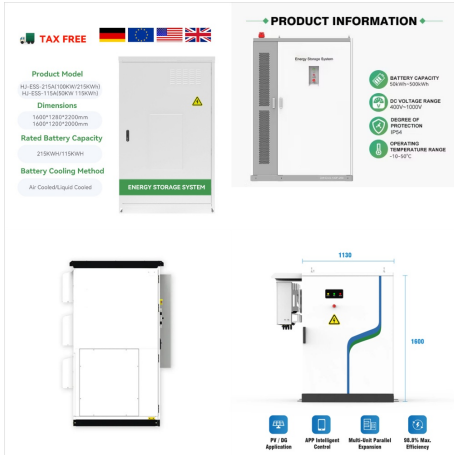 TAX FREE
Product Model
HJ-ESS-215A(100KW/215KWh)
HJ-ESS-115A(50KW 115KWh)
Dimensions
1600*1280*2200mm
1600*1200*2000mm
Rated Battery Capacity
215KWH/115KWH
Battery Cooling Method
Air Cooled/Liquid Cooled
ENERGY STORAGE SYSTEM
PRODUCT INFORMATION
Energy Storage System
BATTERY CAPACITY
50kWh~500kWh
DC VOLTAGE RANGE
400V~1000V
DEGREE OF
PROTECTION
IP54
OPERATING
TEMPERATURE RANGE
-10~50°C
1130
1600
PV / DG
Application
APP Intelligent
Control
Multi-Unit Parallel
Expansion
98.8% Max.
Efficiency